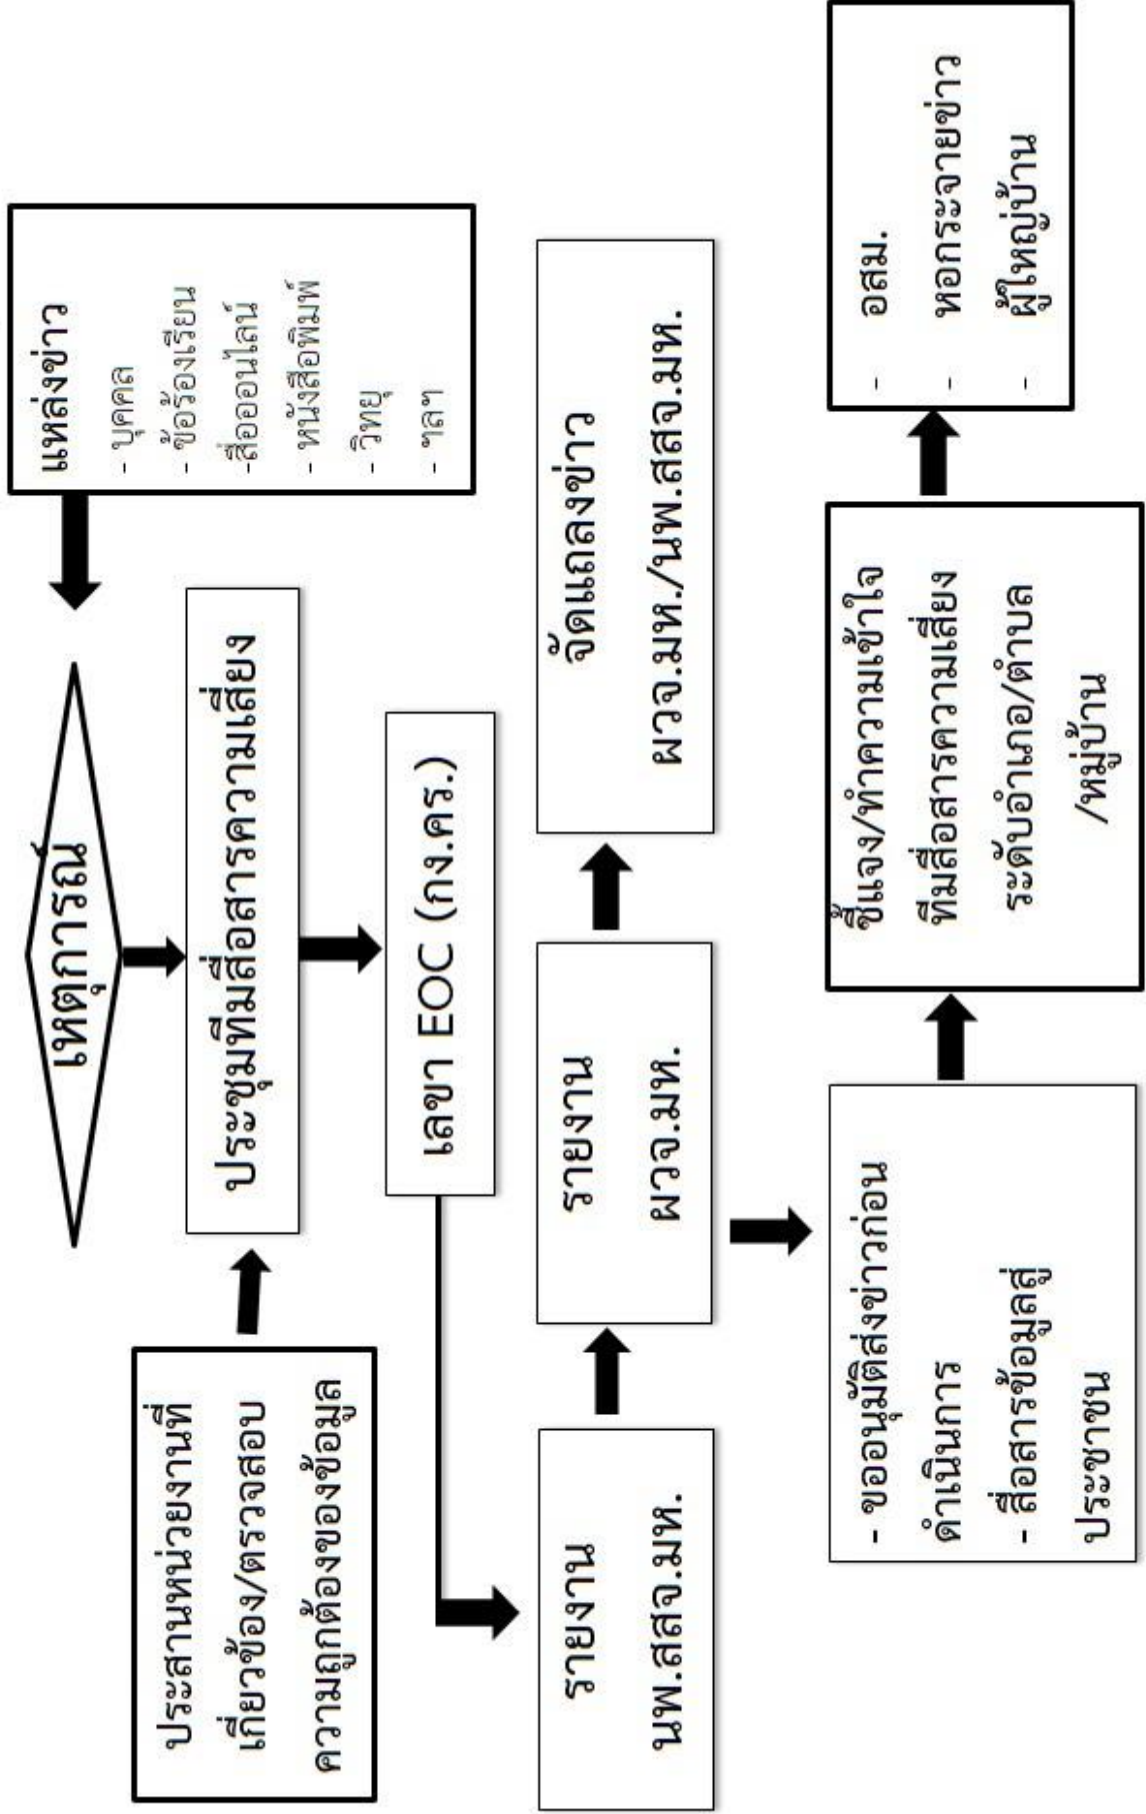 เหตุการณ์
แหล่งข่าว
- บุคคล
- ข้อร้องเรียน
-สื่อออนไลน์
- หนังสือพิมพ์
- วิทยุ
- ฯลฯ
ประสานหน่วยงานที่
เกี่ยวข้อง/ตรวจสอบ
ความถูกต้องของข้อมูล
ประชุมทีมสื่อสารความเสี่ยง
เลขา EOC (กง.คร.)
รายงาน
นพ.สสจ.มห.
รายงาน
ผวจ.มห.
จัดแถลงข่าว
ผวจ.มห./นพ.สสจ.มห.
- ขออนุมัติส่งข่าวก่อน
ดำเนินการ
- สื่อสารข้อมูลสู่
ประชาชน
ชี้แจง/ทำความเข้าใจ
ทีมสื่อสารความเสี่ยง
ระดับอำเภอ/ตำบล
/หมู่บ้าน
- อสม.
- หอกระจายข่าว
- ผู้ใหญ่บ้าน